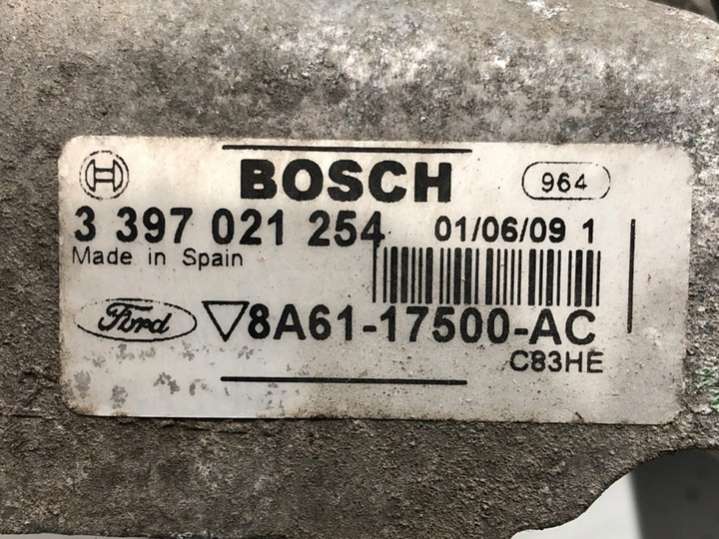 BOSCH 964
3 397 021 254 01/06/09 1
Made in Spain
Ford 8A61-17500-AC
C83HE